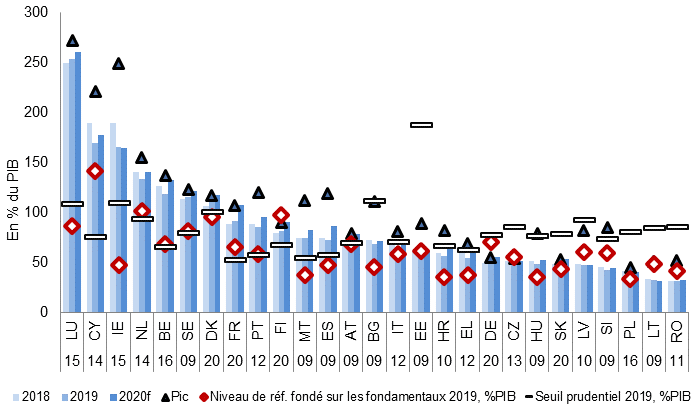 En % du PIB
300
250
200
150
100
50
0
LU CY IE NL BE SE DK FR PT FI MT ES AT BG IT EE HR EL DE CZ HU SK LV SI PL LT RO
15 14 15 14 16 09 20 20 12 20 09 09 09 09 12 09 09 12 20 13 09 20 10 09 16 09 11
2018 2019 2020f Pic Niveau de réf. fondé sur les fondamentaux 2019, %PIB Seuil prudentiel 2019, %PIB